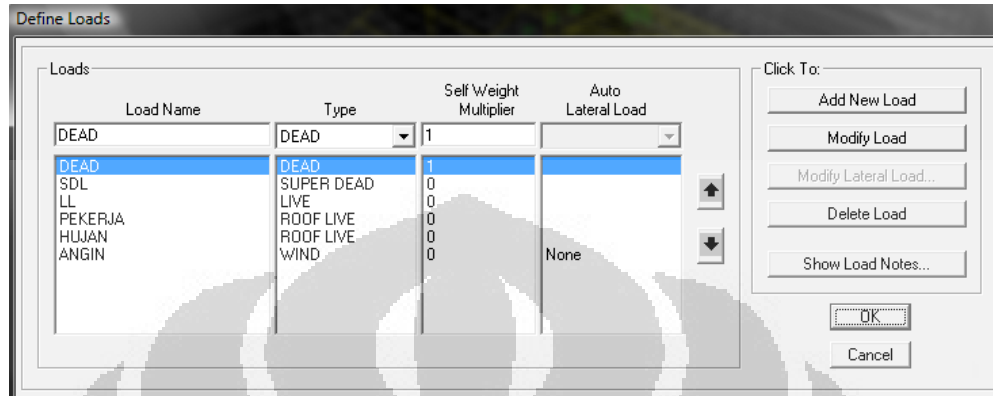 Define Loads
Loads
Click To:
Load Name Type Self Weight Multiplier Auto Lateral Load
DEAD DEAD 1
DEAD DEAD 1
SDL SUPER DEAD 0
LL LIVE 0
PEKERJA ROOF LIVE 0
HUJAN ROOF LIVE 0
ANGIN WIND 0 None
Add New Load
Modify Load
Modify Lateral Load...
Delete Load
Show Load Notes...
OK
Cancel